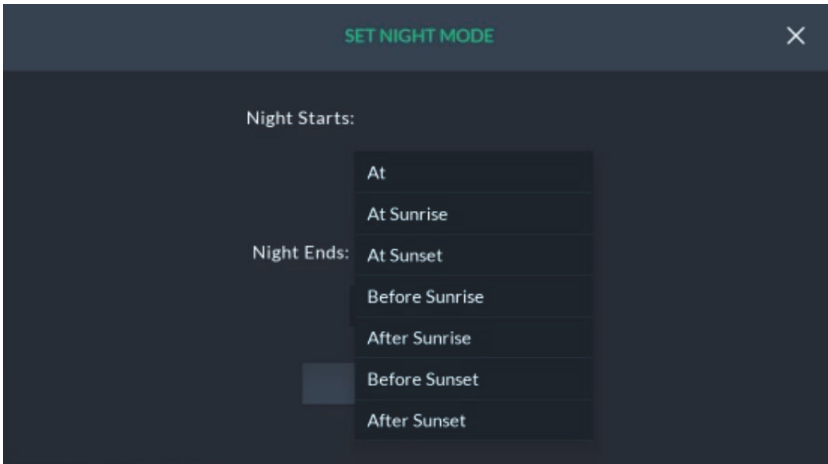 SET NIGHT MODE
Night Starts:
At
At Sunrise
Night Ends:
At Sunset
Before Sunrise
After Sunrise
Before Sunset
After Sunset